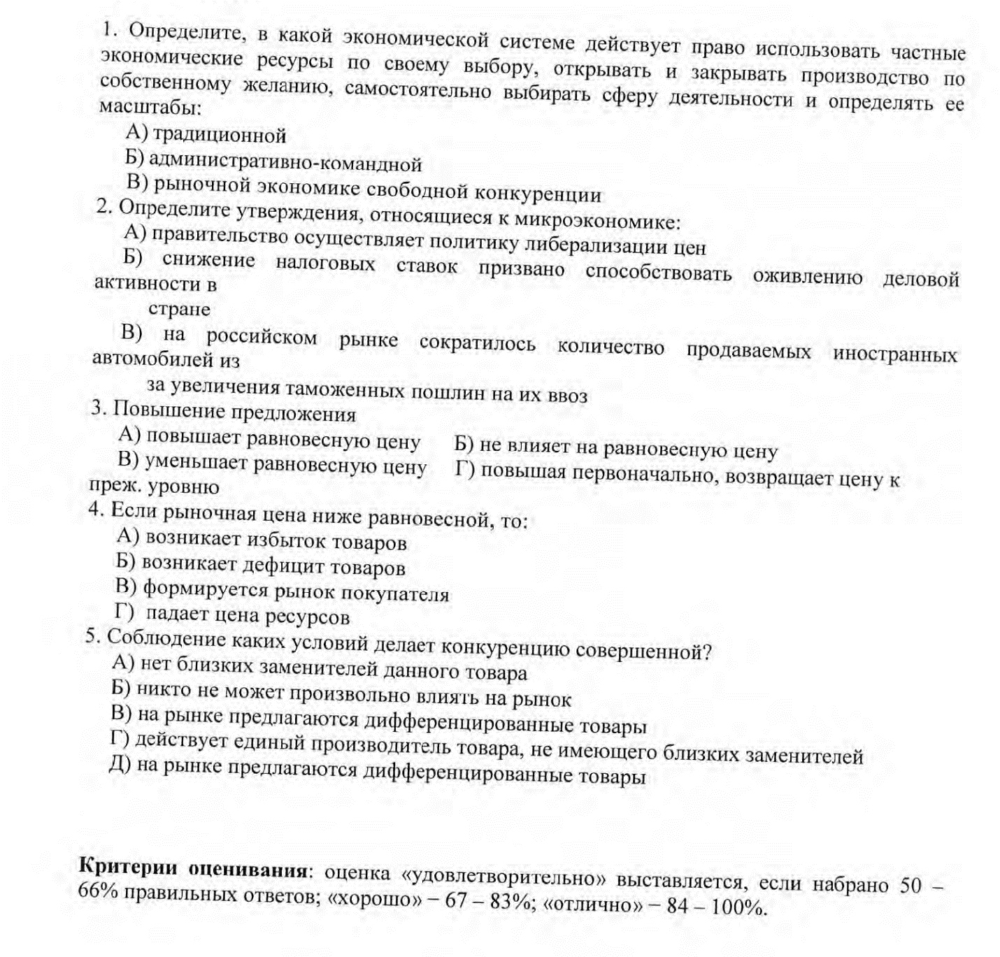 1. Определите, в какой экономической системе действует право использовать частные
экономические ресурсы по своему выбору, открывать и закрывать производство по
собственному желанию, самостоятельно выбирать сферу деятельности и определять ее
масштабы:
А) традиционной
Б) административно-командной
В) рыночной экономике свободной конкуренции
2. Определите утверждения, относящиеся к микроэкономике:
А) правительство осуществляет политику либерализации цен
Б) снижение налоговых ставок призвано способствовать оживлению деловой
активности в
стране
В) на российском рынке сократилось количество продаваемых иностранных
автомобилей из
за увеличения таможенных пошлин на их ввоз
3. Повышение предложения
А) повышает равновесную цену Б) не влияет на равновесную цену
В) уменьшает равновесную цену Г) повышая первоначально, возвращает цену к
преж. уровню
4. Если рыночная цена ниже равновесной, то:
А) возникает избыток товаров
Б) возникает дефицит товаров
В) формируется рынок покупателя
Г) падает цена ресурсов
5. Соблюдение каких условий делает конкуренцию совершенной?
А) нет близких заменителей данного товара
Б) никто не может произвольно влиять на рынок
В) на рынке предлагаются дифференцированные товары
Г) действует единый производитель товара, не имеющего близких заменителей
Д) на рынке предлагаются дифференцированные товары
Критерии оценивания: оценка «удовлетворительно» выставляется, если набрано 50 –
66% правильных ответов; «хорошо» − 67 – 83%; «отлично» − 84 – 100%.